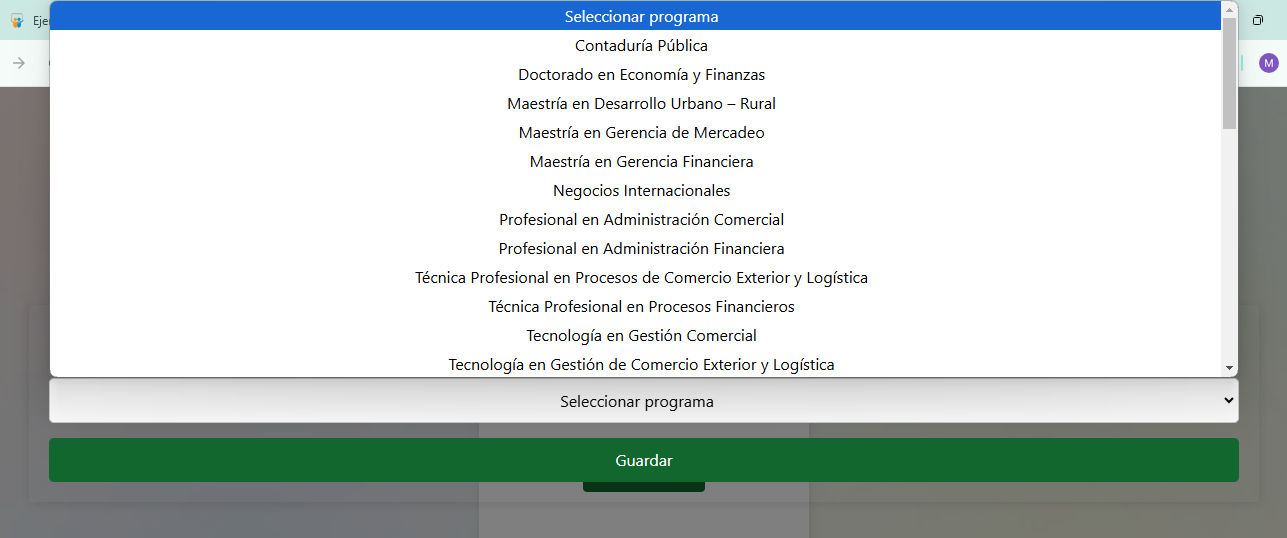 Seleccionar programa
Contaduría Pública
Doctorado en Economía y Finanzas
Maestría en Desarrollo Urbano – Rural
Maestría en Gerencia de Mercadeo
Maestría en Gerencia Financiera
Negocios Internacionales
Profesional en Administración Comercial
Profesional en Administración Financiera
Técnica Profesional en Procesos de Comercio Exterior y Logística
Técnica Profesional en Procesos Financieros
Tecnología en Gestión Comercial
Tecnología en Gestión de Comercio Exterior y Logística
Seleccionar programa
Guardar
M